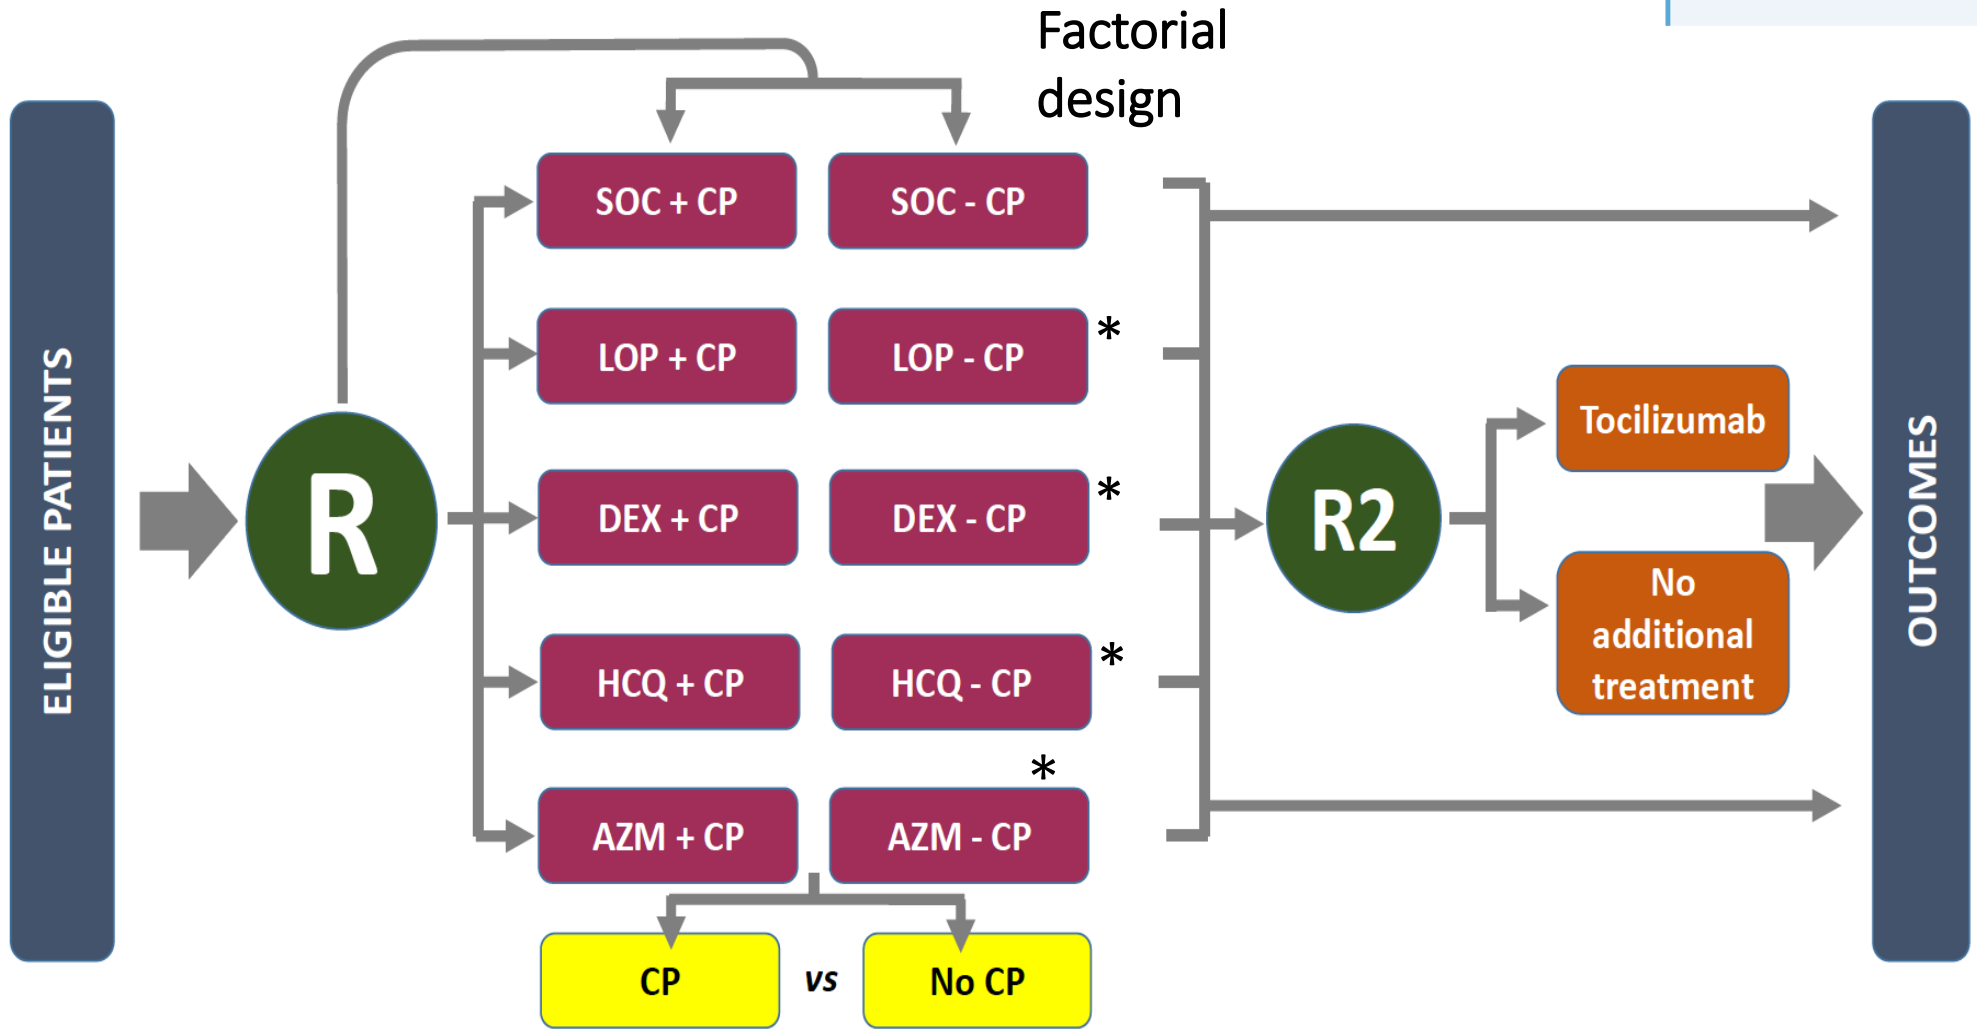 Factorial
design
ELIGIBLE PATIENTS
R
SOC + CP
SOC - CP
LOP + CP
LOP - CP
*
DEX + CP
DEX - CP
*
HCQ + CP
HCQ - CP
*
AZM + CP
AZM - CP
*
CP
vs
No CP
R2
Tocilizumab
No
additional
treatment
OUTCOMES